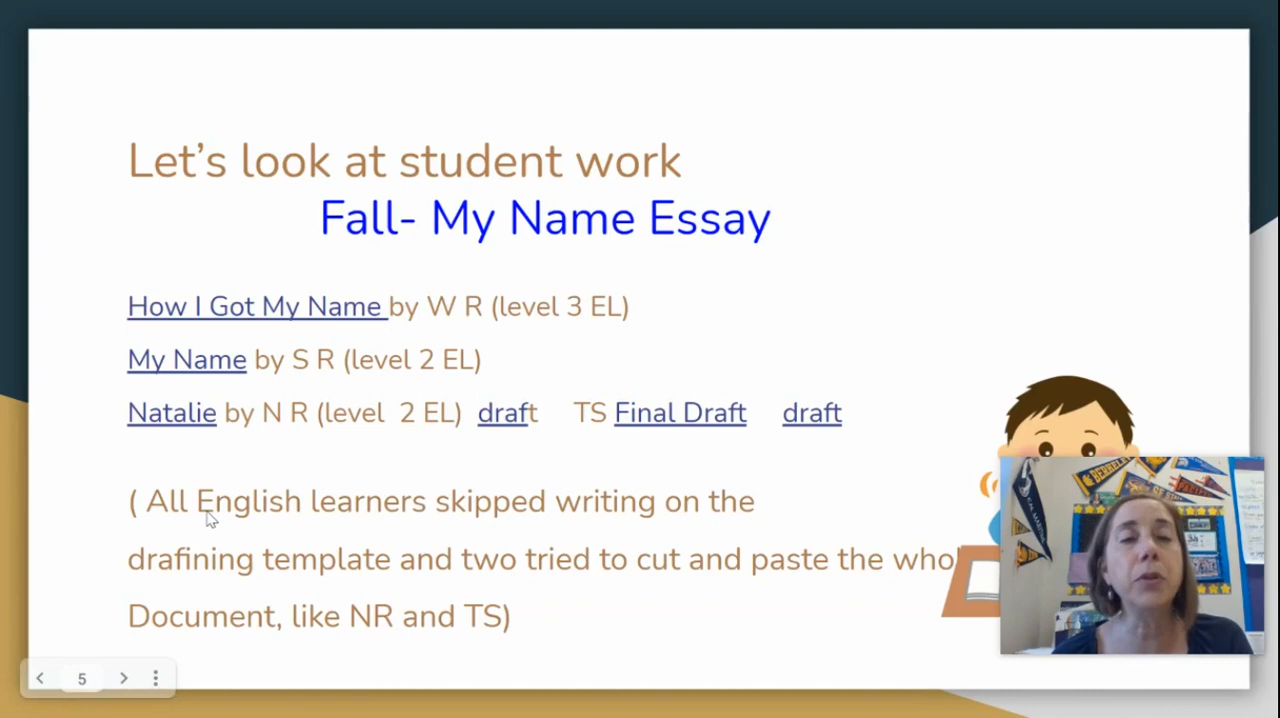 Let's look at student work
Fall- My Name Essay
How I Got My Name by W R (level 3 EL)
My Name by S R (level 2 EL)
Natalie by N R (level 2 EL) draft TS Final Draft draft
( All English learners skipped writing on the
drafining template and two tried to cut and paste the
Document, like NR and TS)
BERKELEY
PACIFIC
5